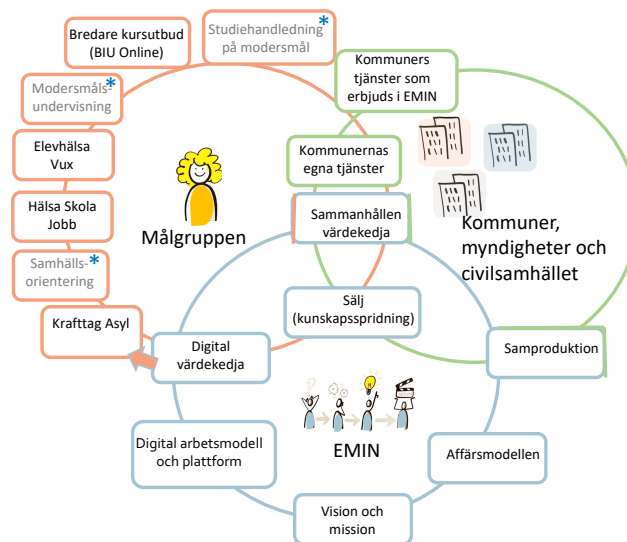 Bredare kursutbud
(BIU Online)
Studiehandledning*
på modersmål
Kommuners
tjänster som
erbjuds i EMIN
Modersmåls-*
undervisning
Elevhälsa
Vux
Kommunernas
egna tjänster
Hälsa Skola
Jobb
Målgruppen
Sammanhållen
värdekedja
Kommuner,
myndigheter och
civilsamhället
Samhälls-*
orientering
Krafttag Asyl
Sälj
(kunskapsspridning)
Digital
värdekedja
Samproduktion
Digital arbetsmodell
och plattform
EMIN
Affärsmodellen
Vision och
mission